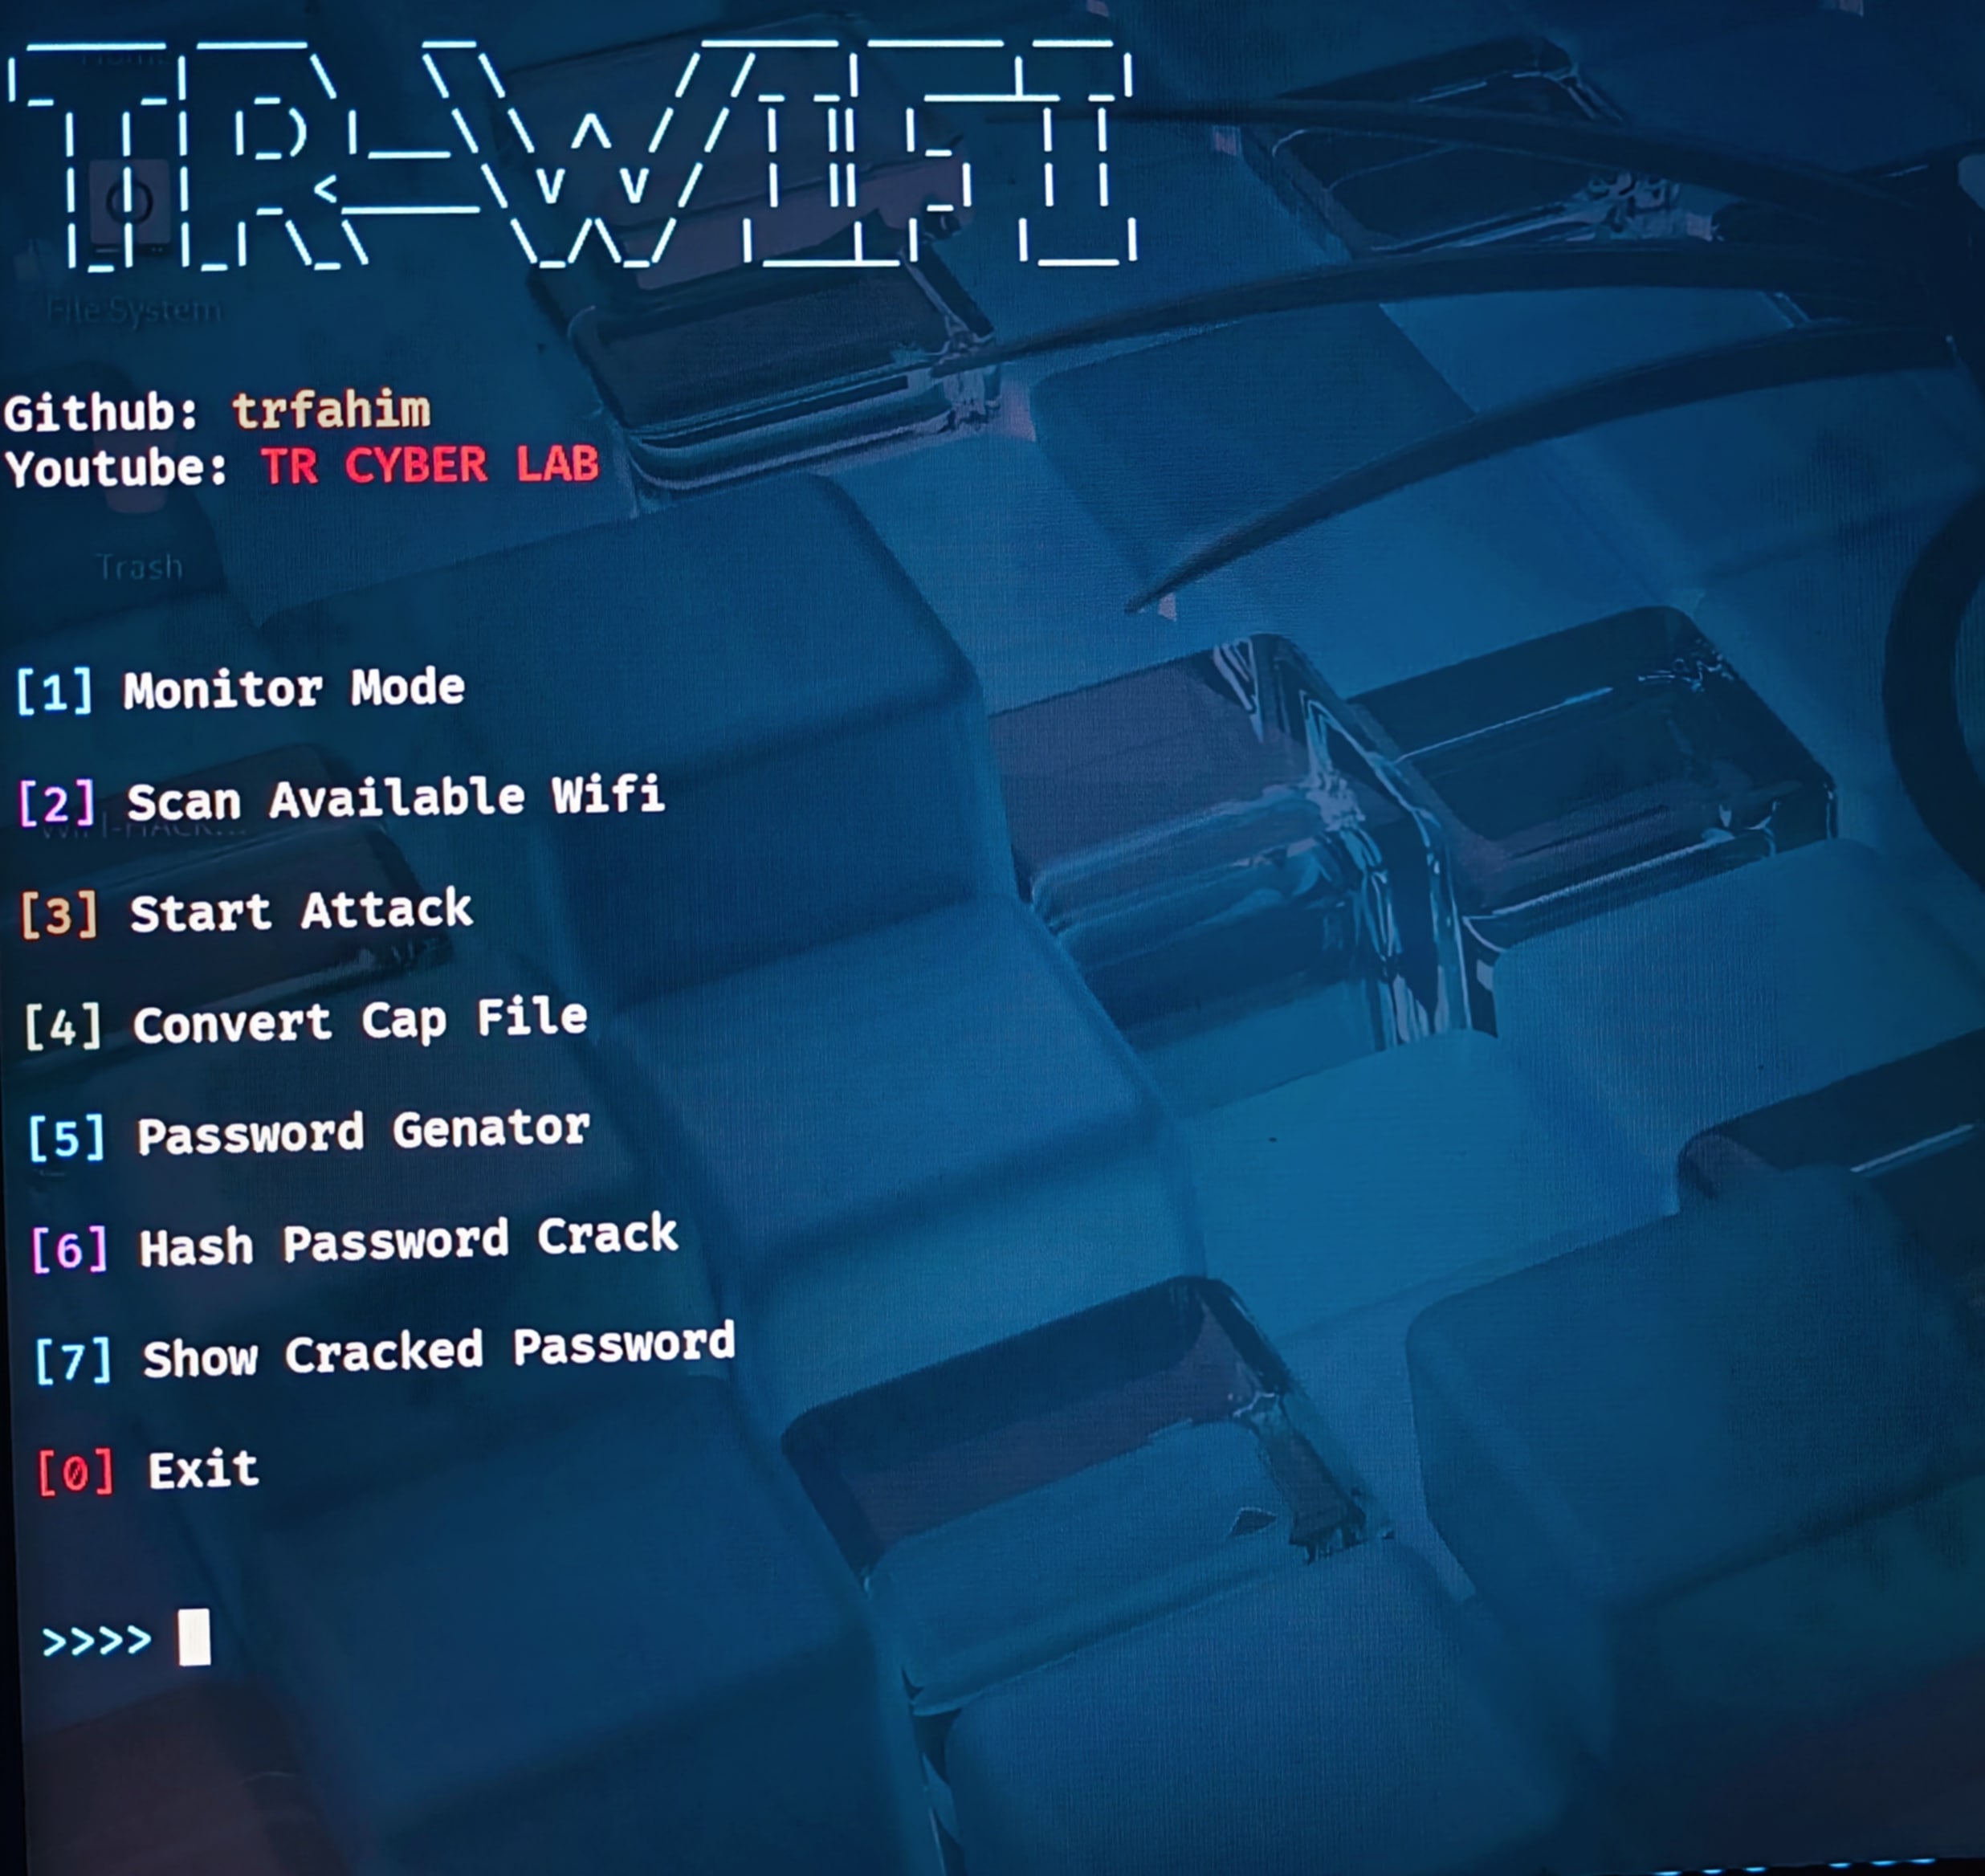 TR-WIFI
File System
Github: trfahim
Youtube: TR CYBER LAB
Trash
[1] Monitor Mode
[2] Scan Available Wifi
[3] Start Attack
[4] Convert Cap File
[5] Password Genator
[6] Hash Password Crack
[7] Show Cracked Password
[0] Exit
>>>>